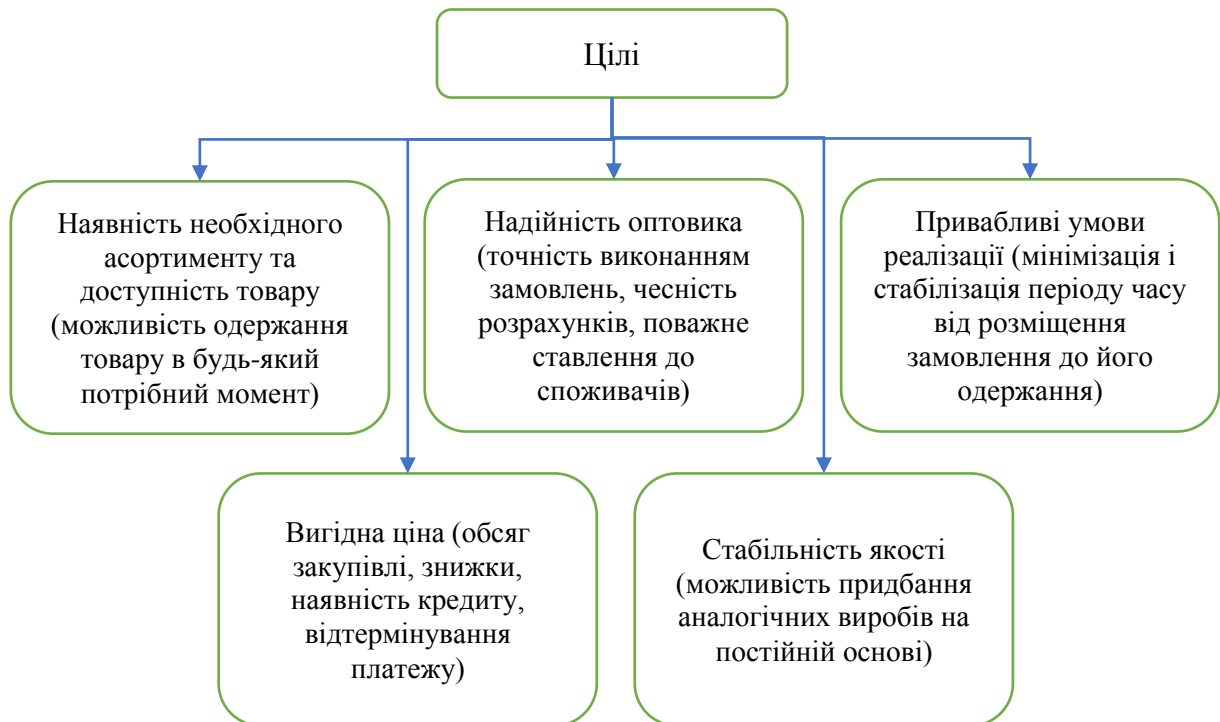 Цілі
Наявність необхідного
асортименту та
доступність товару
(можливість одержання
товару в будь-який
потрібний момент)
Надійність оптовика
(точність виконанням
замовлень, чесність
розрахунків, поважне
ставлення до
споживачів)
Привабливі умови
реалізації (мінімізація і
стабілізація періоду часу
від розміщення
замовлення до його
одержання)
Вигідна ціна (обсяг
закупівлі, знижки,
наявність кредиту,
відтермінування
платежу)
Стабільність якості
(можливість придбання
аналогічних виробів на
постійній основі)